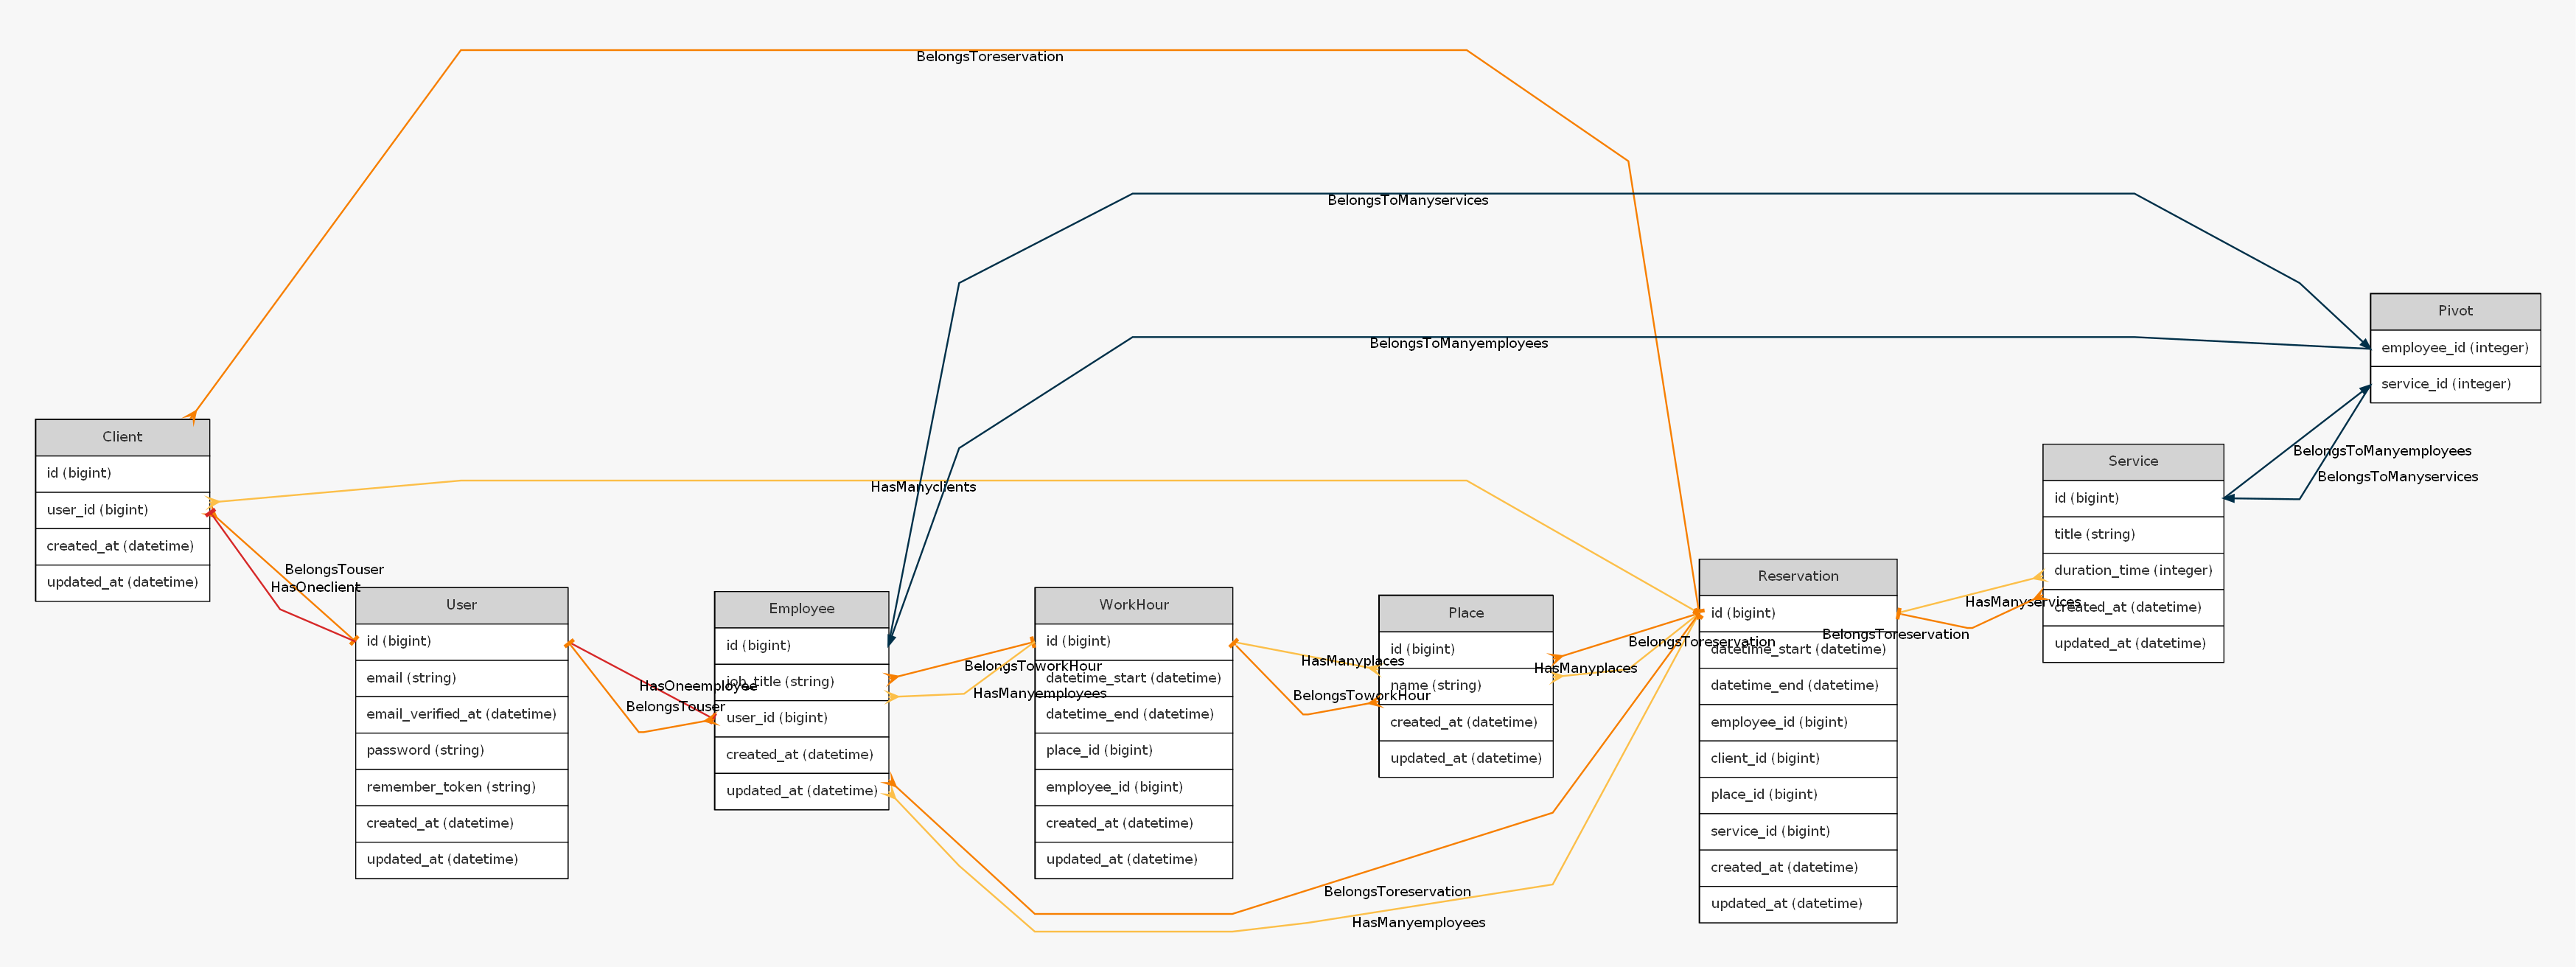 BelongsToreservation
BelongsToManyservices
BelongsToManyemployees
HasManyclients
Client
id (bigint)
user_id (bigint)
created_at (datetime)
updated_at (datetime)
BelongsTouser
HasOneclient
User
id (bigint)
email (string)
email_verified_at (datetime)
password (string)
remember_token (string)
created_at (datetime)
updated_at (datetime)
HasOneemployee
BelongsTouser
Employee
id (bigint)
job_title (string)
user_id (bigint)
created_at (datetime)
updated_at (datetime)
BelongsToworkHour
HasManyemployees
WorkHour
id (bigint)
datetime_start (datetime)
datetime_end (datetime)
place_id (bigint)
employee_id (bigint)
created_at (datetime)
updated_at (datetime)
HasManyplaces
BelongsToworkHour
Place
id (bigint)
name (string)
created_at (datetime)
updated_at (datetime)
BelongsToreservation
HasManyplaces
BelongsToreservation
HasManyemployees
Reservation
id (bigint)
datetime_start (datetime)
datetime_end (datetime)
employee_id (bigint)
client_id (bigint)
place_id (bigint)
service_id (bigint)
created_at (datetime)
updated_at (datetime)
HasManyservices
BelongsToreservation
Service
id (bigint)
title (string)
duration_time (integer)
created_at (datetime)
updated_at (datetime)
BelongsToManyemployees
BelongsToManyservices
Pivot
employee_id (integer)
service_id (integer)